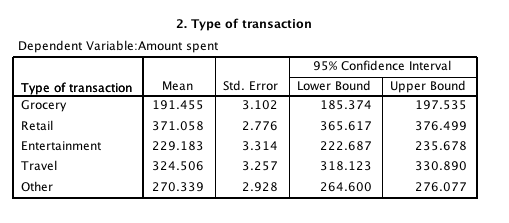 2. Type of transaction
Dependent Variable:Amount spent
95% Confidence Interval
Type of transaction Mean Std. Error Lower Bound Upper Bound
Grocery 191.455 3.102 185.374 197.535
Retail 371.058 2.776 365.617 376.499
Entertainment 229.183 3.314 222.687 235.678
Travel 324.506 3.257 318.123 330.890
Other 270.339 2.928 264.600 276.077